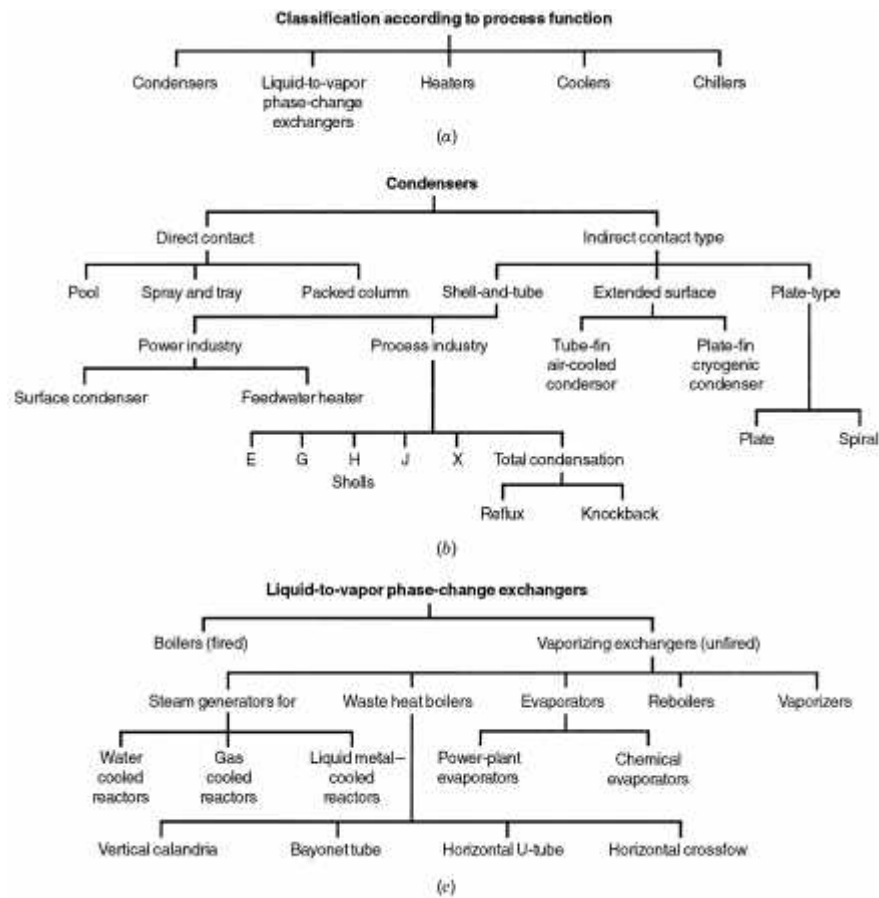 Classification according to process function
Condensers Liquid-to-vapor Heaters Coolers Chillers
phase-change
exchangers
(a)
Condensers
Direct contact Indirect contact type
Pool Spray and tray Packed column Shell-and-tube Extended surface Plate-type
Power industry Process industry Tube-fin Plate-fin
air-cooled cryogenic
condersor condenser
Surface condenser Feedwater heater
Plate Spiral
E G H J X Total condensation
Shells
Reflux Knockback
(b)
Liquid-to-vapor phase-change exchangers
Boilers (fired) Vaporizing exchangers (unfired)
Steam generators for Waste heat boilers Evaporators Reboilers Vaporizers
Water Gas Liquid metal– Power-plant Chemical
cooled cooled cooled evaporators evaporators
reactors reactors reactors
Vertical calandria Bayonet tube Horizontal U-tube Horizontal crossfow
(c)